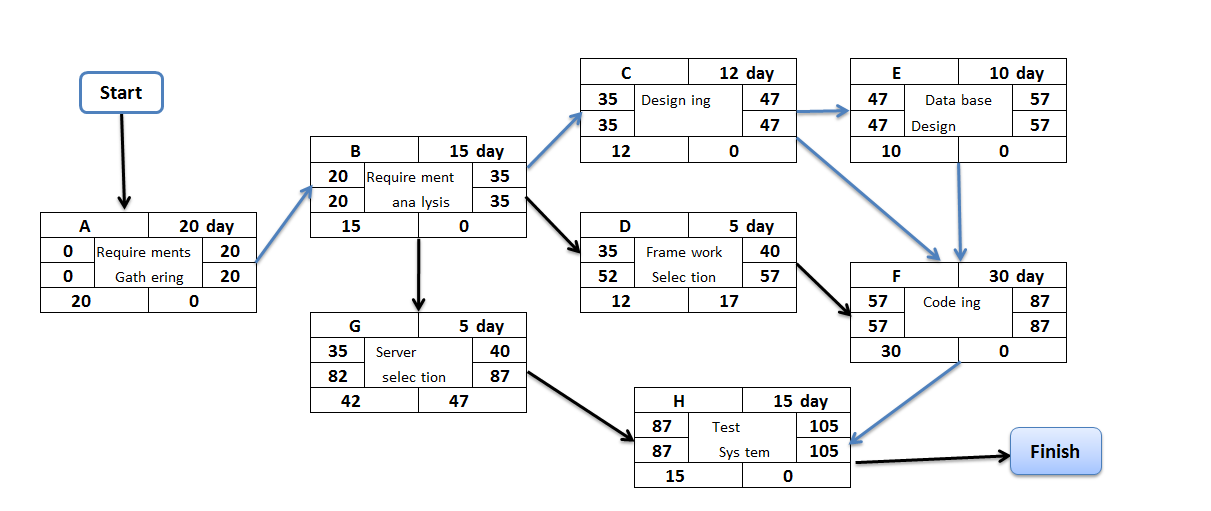 Start
A 20 day
0 Require ments 20
0 Gath ering 20
20 0
B 15 day
20 Require ment 35
20 ana lysis 35
15 0
C 12 day
35 Design ing 47
35 47
12 0
E 10 day
47 Data base 57
47 Design 57
10 0
D 5 day
35 Frame work 40
52 Selec tion 57
12 17
F 30 day
57 Code ing 87
57 87
30 0
G 5 day
35 Server 40
82 selec tion 87
42 47
H 15 day
87 Test 105
87 Sys tem 105
15 0
Finish